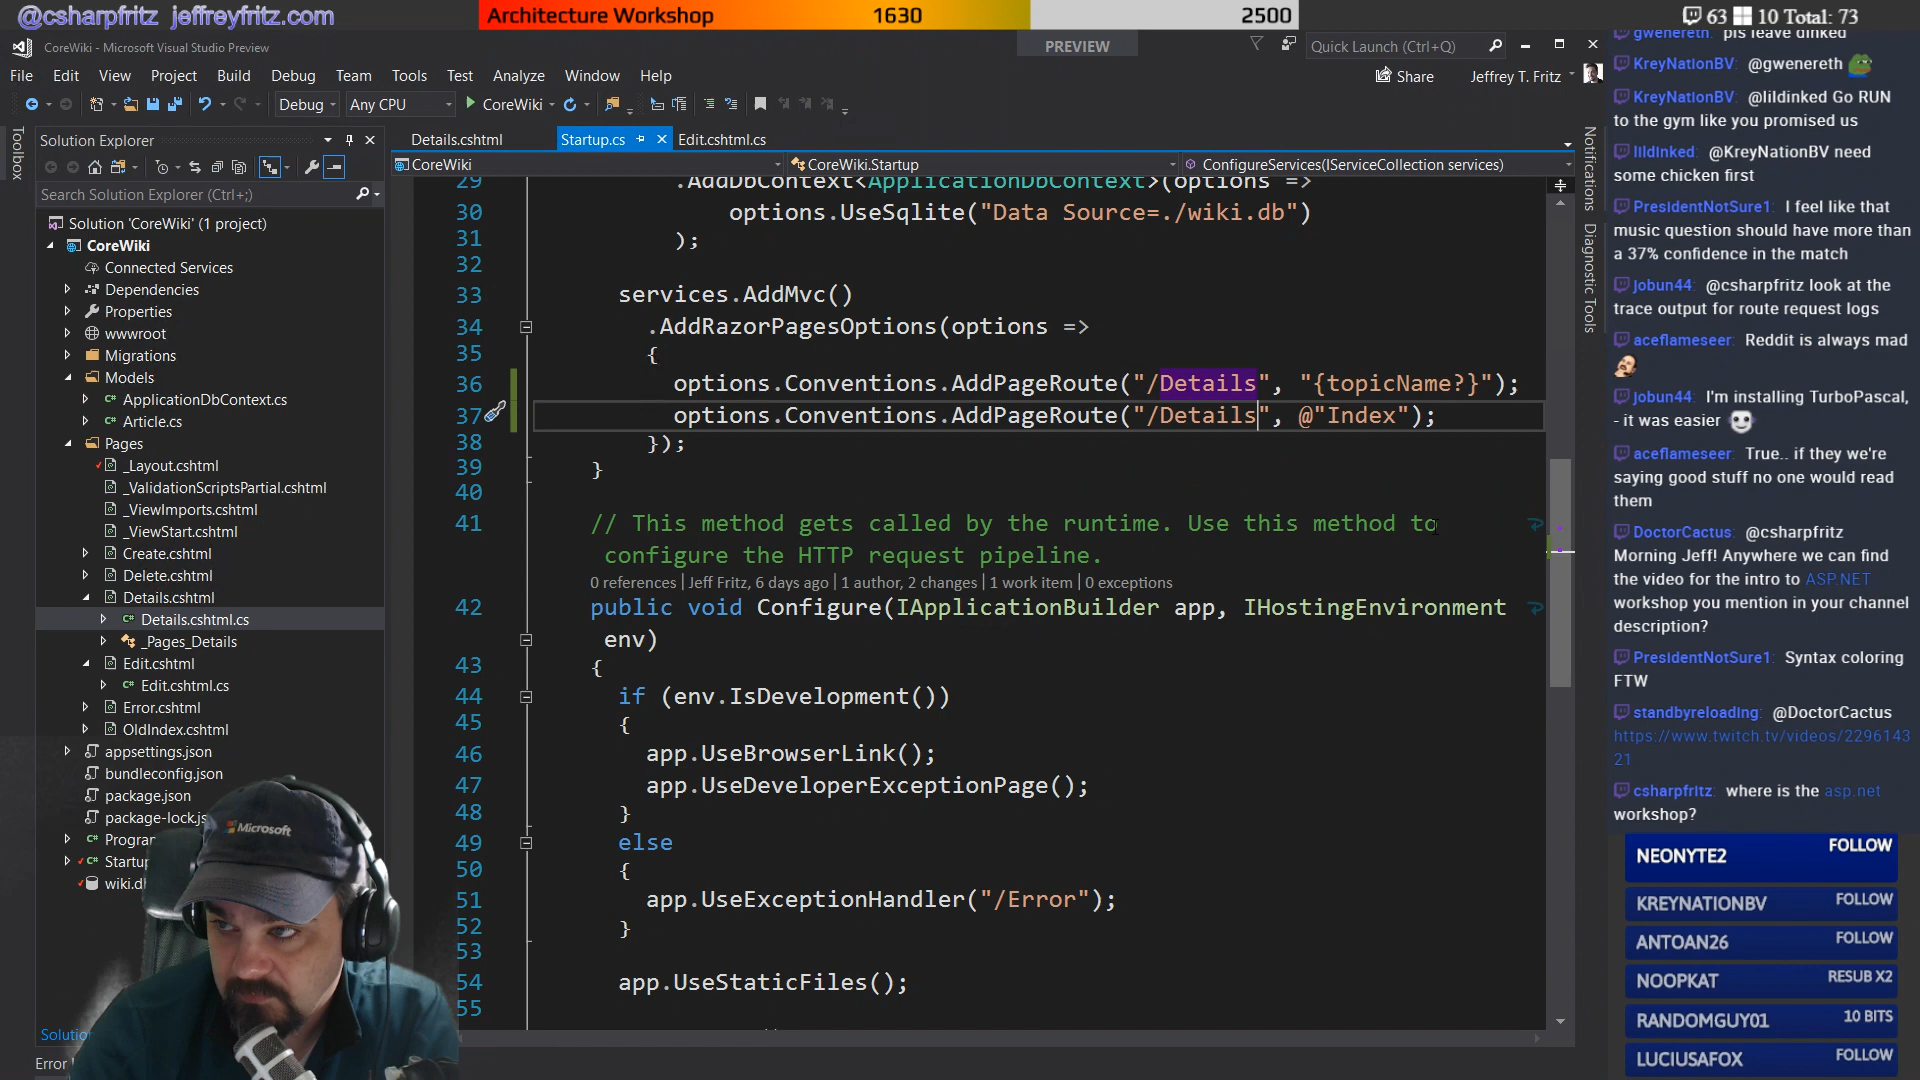 @csharpfritz jeffreyfritz.com
Architecture Workshop 1630 2500
63 10 Total: 73
CoreWiki - Microsoft Visual Studio Preview
PREVIEW
Quick Launch (Ctrl+Q)
File Edit View Project Build Debug Team Tools Test Analyze Window Help
Share Jeffrey T. Fritz
Debug Any CPU CoreWiki
Toolbox
Solution Explorer
Search Solution Explorer (Ctrl+;)
Solution 'CoreWiki' (1 project)
CoreWiki
Connected Services
Dependencies
Properties
wwwroot
Migrations
Models
ApplicationDbContext.cs
Article.cs
Pages
_Layout.cshtml
_ValidationScriptsPartial.cshtml
_ViewImports.cshtml
_ViewStart.cshtml
Create.cshtml
Delete.cshtml
Details.cshtml
Details.cshtml.cs
_Pages_Details
Edit.cshtml
Edit.cshtml.cs
Error.cshtml
OldIndex.cshtml
appsettings.json
bundleconfig.json
package.json
package-lock.js
Progra
Startu
wiki.d
Microsoft
Solutio
Error
Details.cshtml Startup.cs Edit.cshtml.cs
CoreWiki CoreWiki.Startup ConfigureServices(IServiceCollection services)
29 .AddDbContext<ApplicationDbContext>(options =>
30 options.UseSqlite("Data Source=./wiki.db")
31 );
32
33 services.AddMvc()
34 .AddRazorPagesOptions(options =>
35 {
36 options.Conventions.AddPageRoute("/Details", "{topicName?}");
37 options.Conventions.AddPageRoute("/Details", @"Index");
38 });
39 }
40
41 // This method gets called by the runtime. Use this method to
configure the HTTP request pipeline.
0 references | Jeff Fritz, 6 days ago | 1 author, 2 changes | 1 work item | 0 exceptions
42 public void Configure(IApplicationBuilder app, IHostingEnvironment
env)
43 {
44 if (env.IsDevelopment())
45 {
46 app.UseBrowserLink();
47 app.UseDeveloperExceptionPage();
48 }
49 else
50 {
51 app.UseExceptionHandler("/Error");
52 }
53
54 app.UseStaticFiles();
55
Notifications
Diagnostic Tools
gwenereth: pls leave dinked
KreyNationBV: @gwenereth
KreyNationBV: @lildinked Go RUN
to the gym like you promised us
lildinked: @KreyNationBV need
some chicken first
PresidentNotSure1: I feel like that
music question should have more than
a 37% confidence in the match
jobun44: @csharpfritz look at the
trace output for route request logs
aceflameseer: Reddit is always mad
jobun44: I'm installing TurboPascal,
- it was easier
aceflameseer: True.. if they we're
saying good stuff no one would read
them
DoctorCactus: @csharpfritz
Morning Jeff! Anywhere we can find
the video for the intro to ASP.NET
workshop you mention in your channel
description?
PresidentNotSure1: Syntax coloring
FTW
standbyreloading: @DoctorCactus
https://www.twitch.tv/videos/2296143
21
csharpfritz: where is the asp.net
workshop?
NEONYTE2 FOLLOW
KREYNATIONBV FOLLOW
ANTOAN26 FOLLOW
NOOPKAT RESUB X2
RANDOMGUY01 10 BITS
LUCIUSAFOX FOLLOW